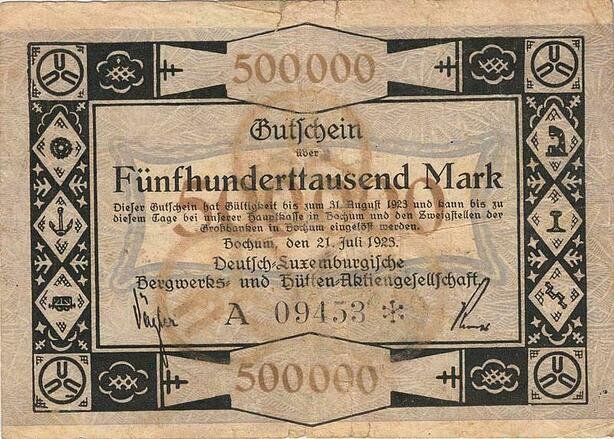 500000
Gutschein
über
Fünfhunderttausend Mark
Dieser Gutschein hat Gültigkeit bis zum 31. August 1923 und kann bis zu
diesem Tage bei unserer Hauptkasse in Bochum und den Zweigstellen der
Großbanken in Bochum eingelöst werden.
Bochum, den 21. Juli 1923.
Deutsch-Luxemburgische
Bergwerks- und Hütten-Aktiengesellschaft
A 09453 *
500000